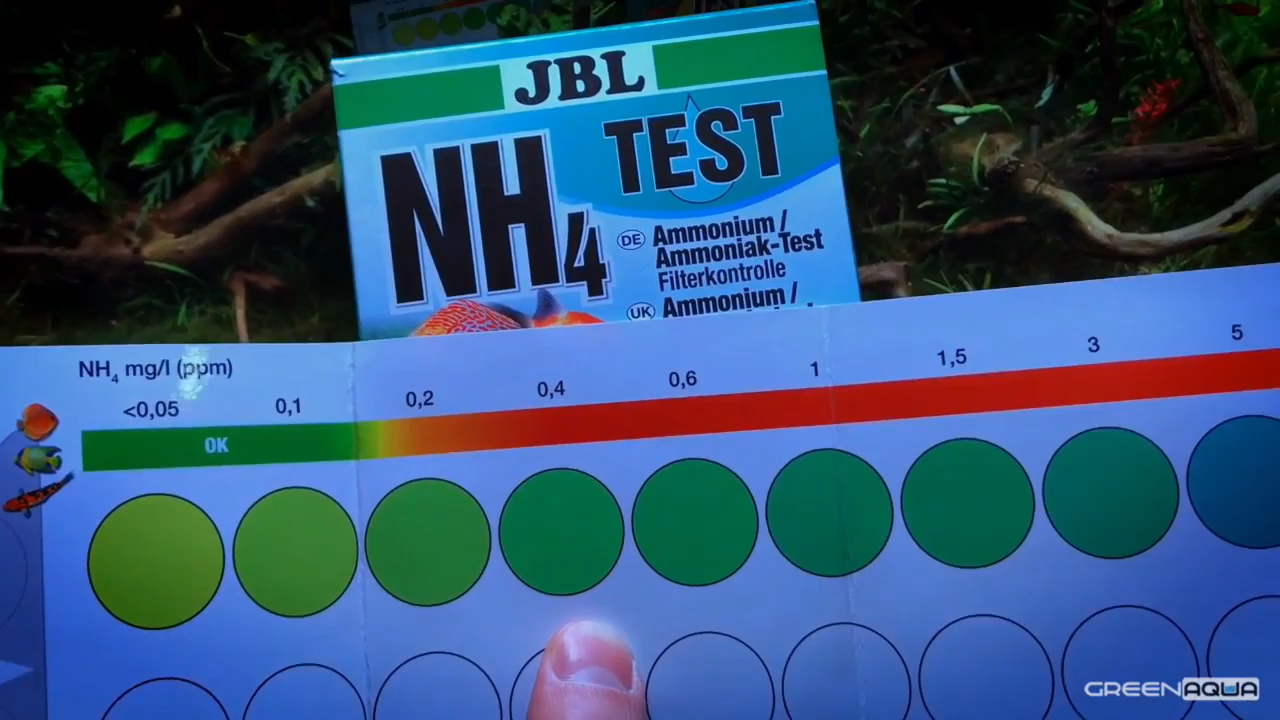 JBL
TEST
NH4
DE Ammonium /
Ammoniak-Test
Filterkontrolle
UK Ammonium /
NH4 mg/l (ppm)
<0,05 0,1 0,2 0,4 0,6 1 1,5 3 5
OK
GREENAQUA